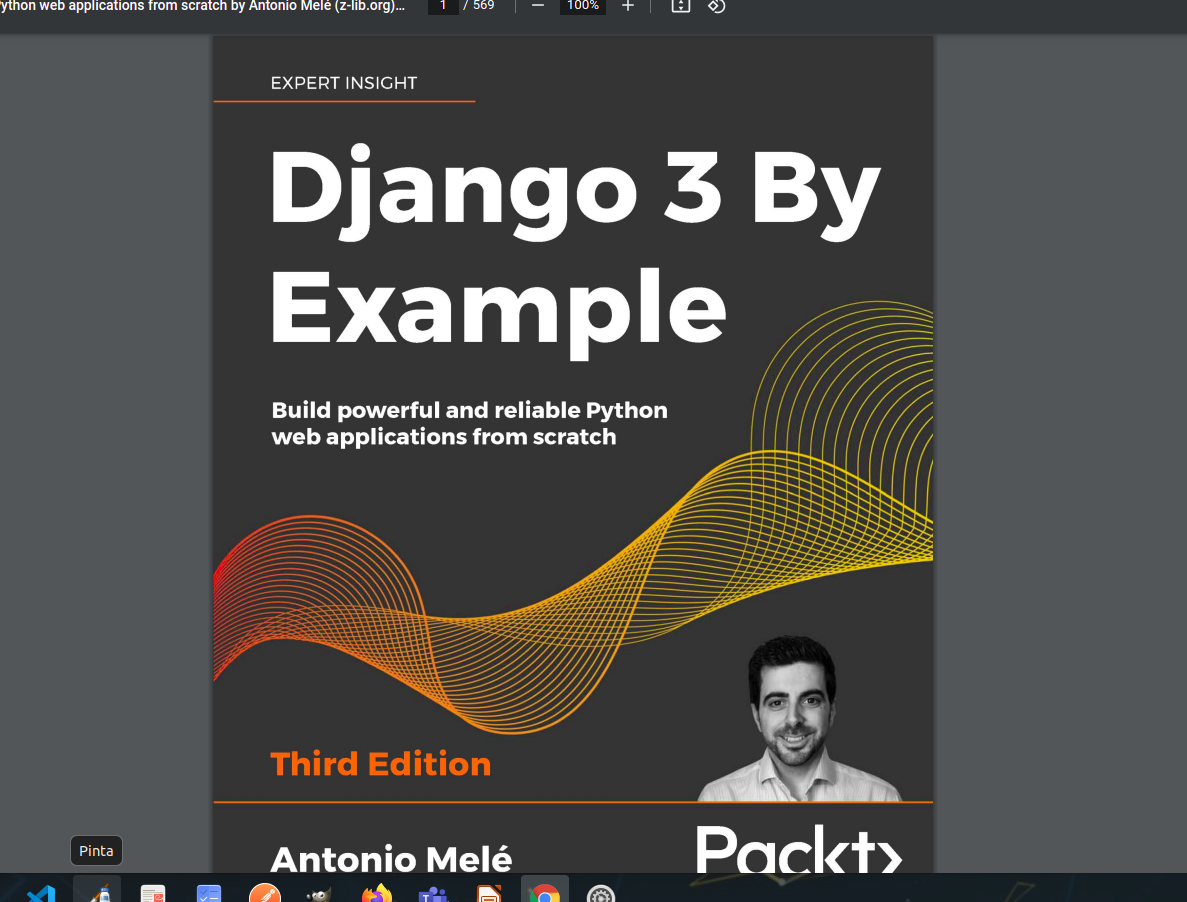 ython web applications from scratch by Antonio Melé (z-lib.org)...
1 / 569
100%
EXPERT INSIGHT
Django 3 By
Example
Build powerful and reliable Python
web applications from scratch
Third Edition
Antonio Melé
Packt>
Pinta